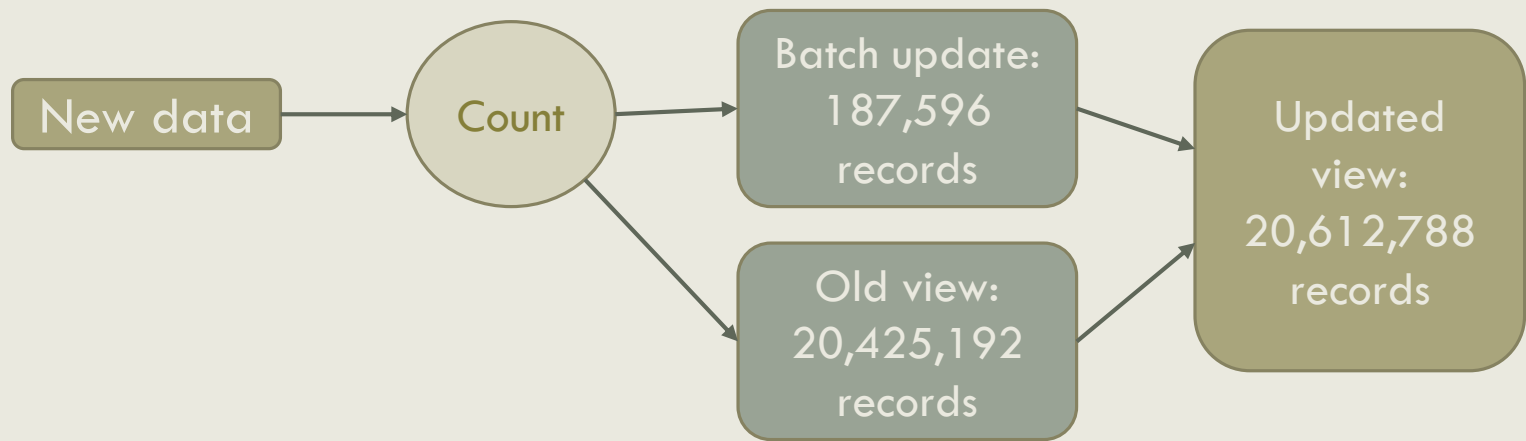 New data
Count
Batch update:
187,596
records
Old view:
20,425,192
records
Updated
view:
20,612,788
records